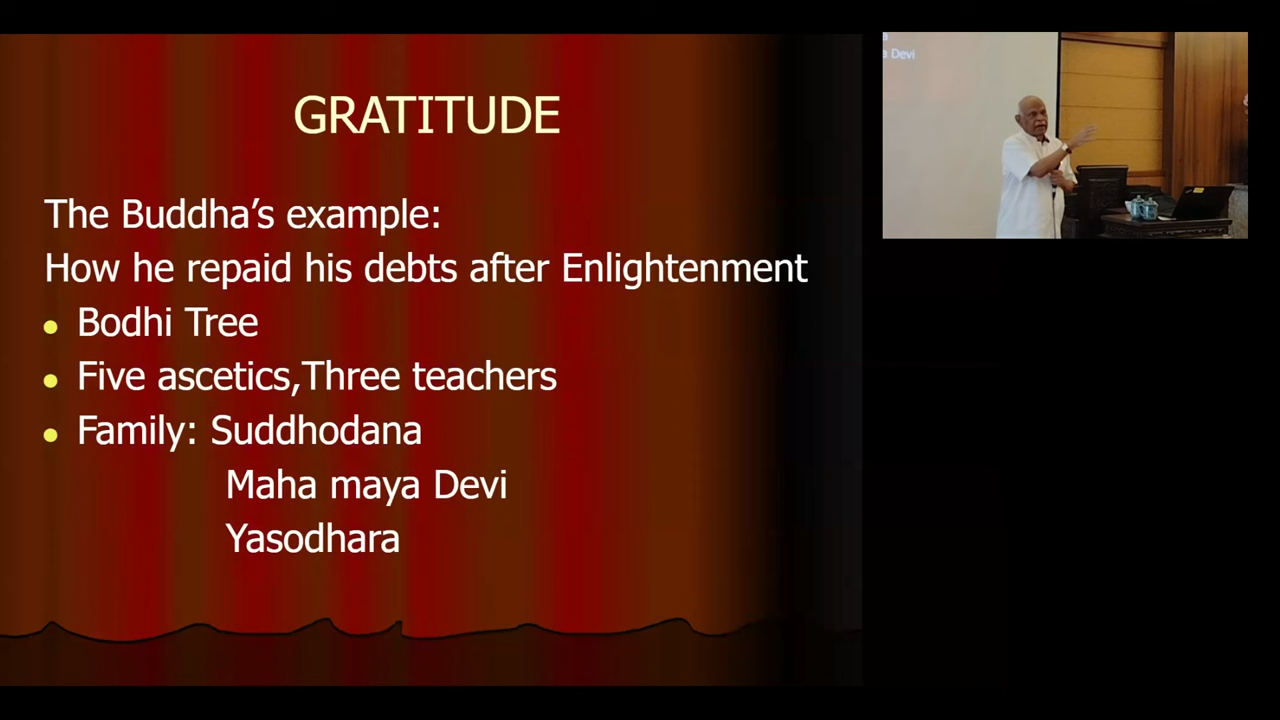 GRATITUDE
The Buddha's example:
How he repaid his debts after Enlightenment
• Bodhi Tree
• Five ascetics,Three teachers
• Family: Suddhodana
Maha maya Devi
Yasodhara
a Devi